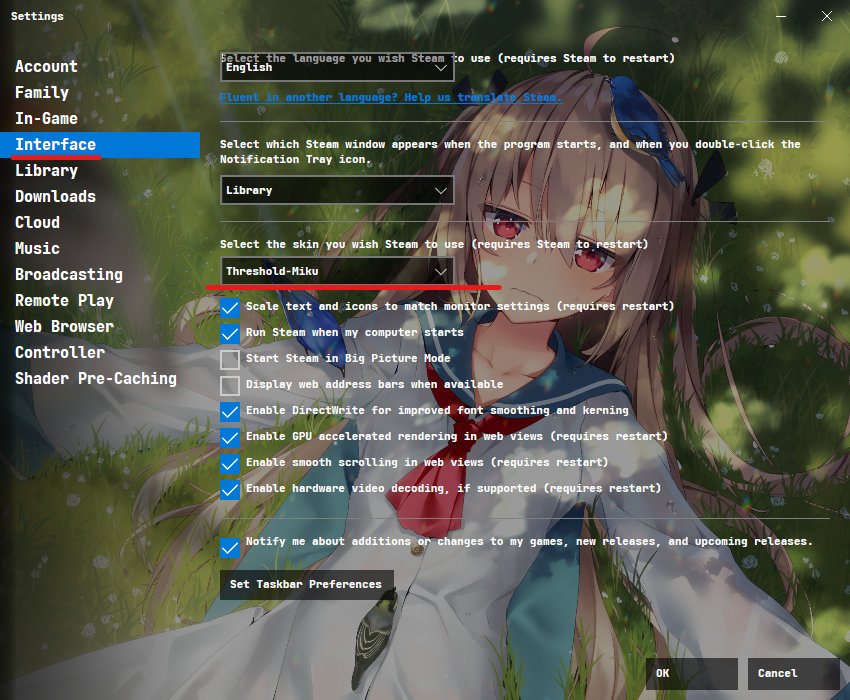 Settings
Account
Family
In-Game
Interface
Library
Downloads
Cloud
Music
Broadcasting
Remote Play
Web Browser
Controller
Shader Pre-Caching
Select the language you wish Steam to use (requires Steam to restart)
English
Fluent in another language? Help us translate Steam.
Select which Steam window appears when the program starts, and when you double-click the
Notification Tray icon.
Library
Select the skin you wish Steam to use (requires Steam to restart)
Threshold-Miku
Scale text and icons to match monitor settings (requires restart)
Run Steam when my computer starts
Start Steam in Big Picture Mode
Display web address bars when available
Enable DirectWrite for improved font smoothing and kerning
Enable GPU accelerated rendering in web views (requires restart)
Enable smooth scrolling in web views (requires restart)
Enable hardware video decoding, if supported (requires restart)
Notify me about additions or changes to my games, new releases, and upcoming releases.
Set Taskbar Preferences
OK
Cancel